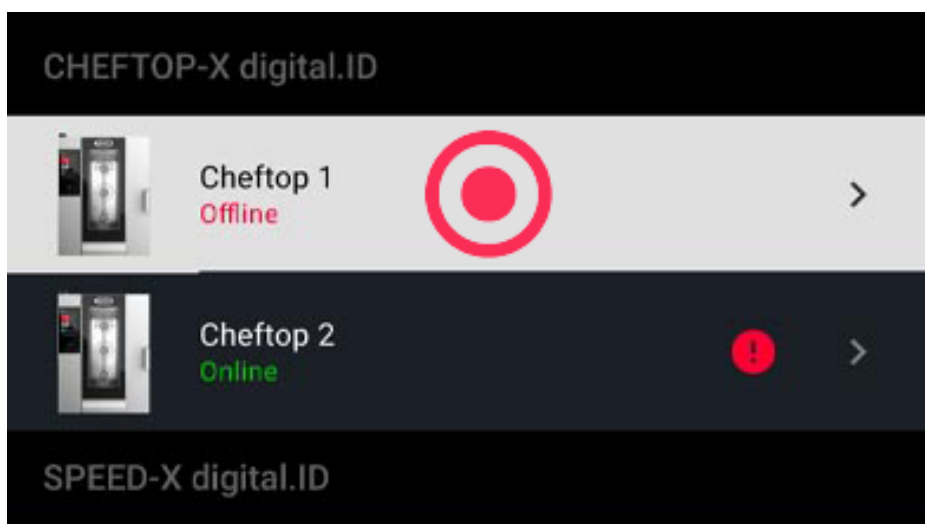 CHEFTOP-X digital.ID
Cheftop 1
Offline
Cheftop 2
Online
SPEED-X digital.ID